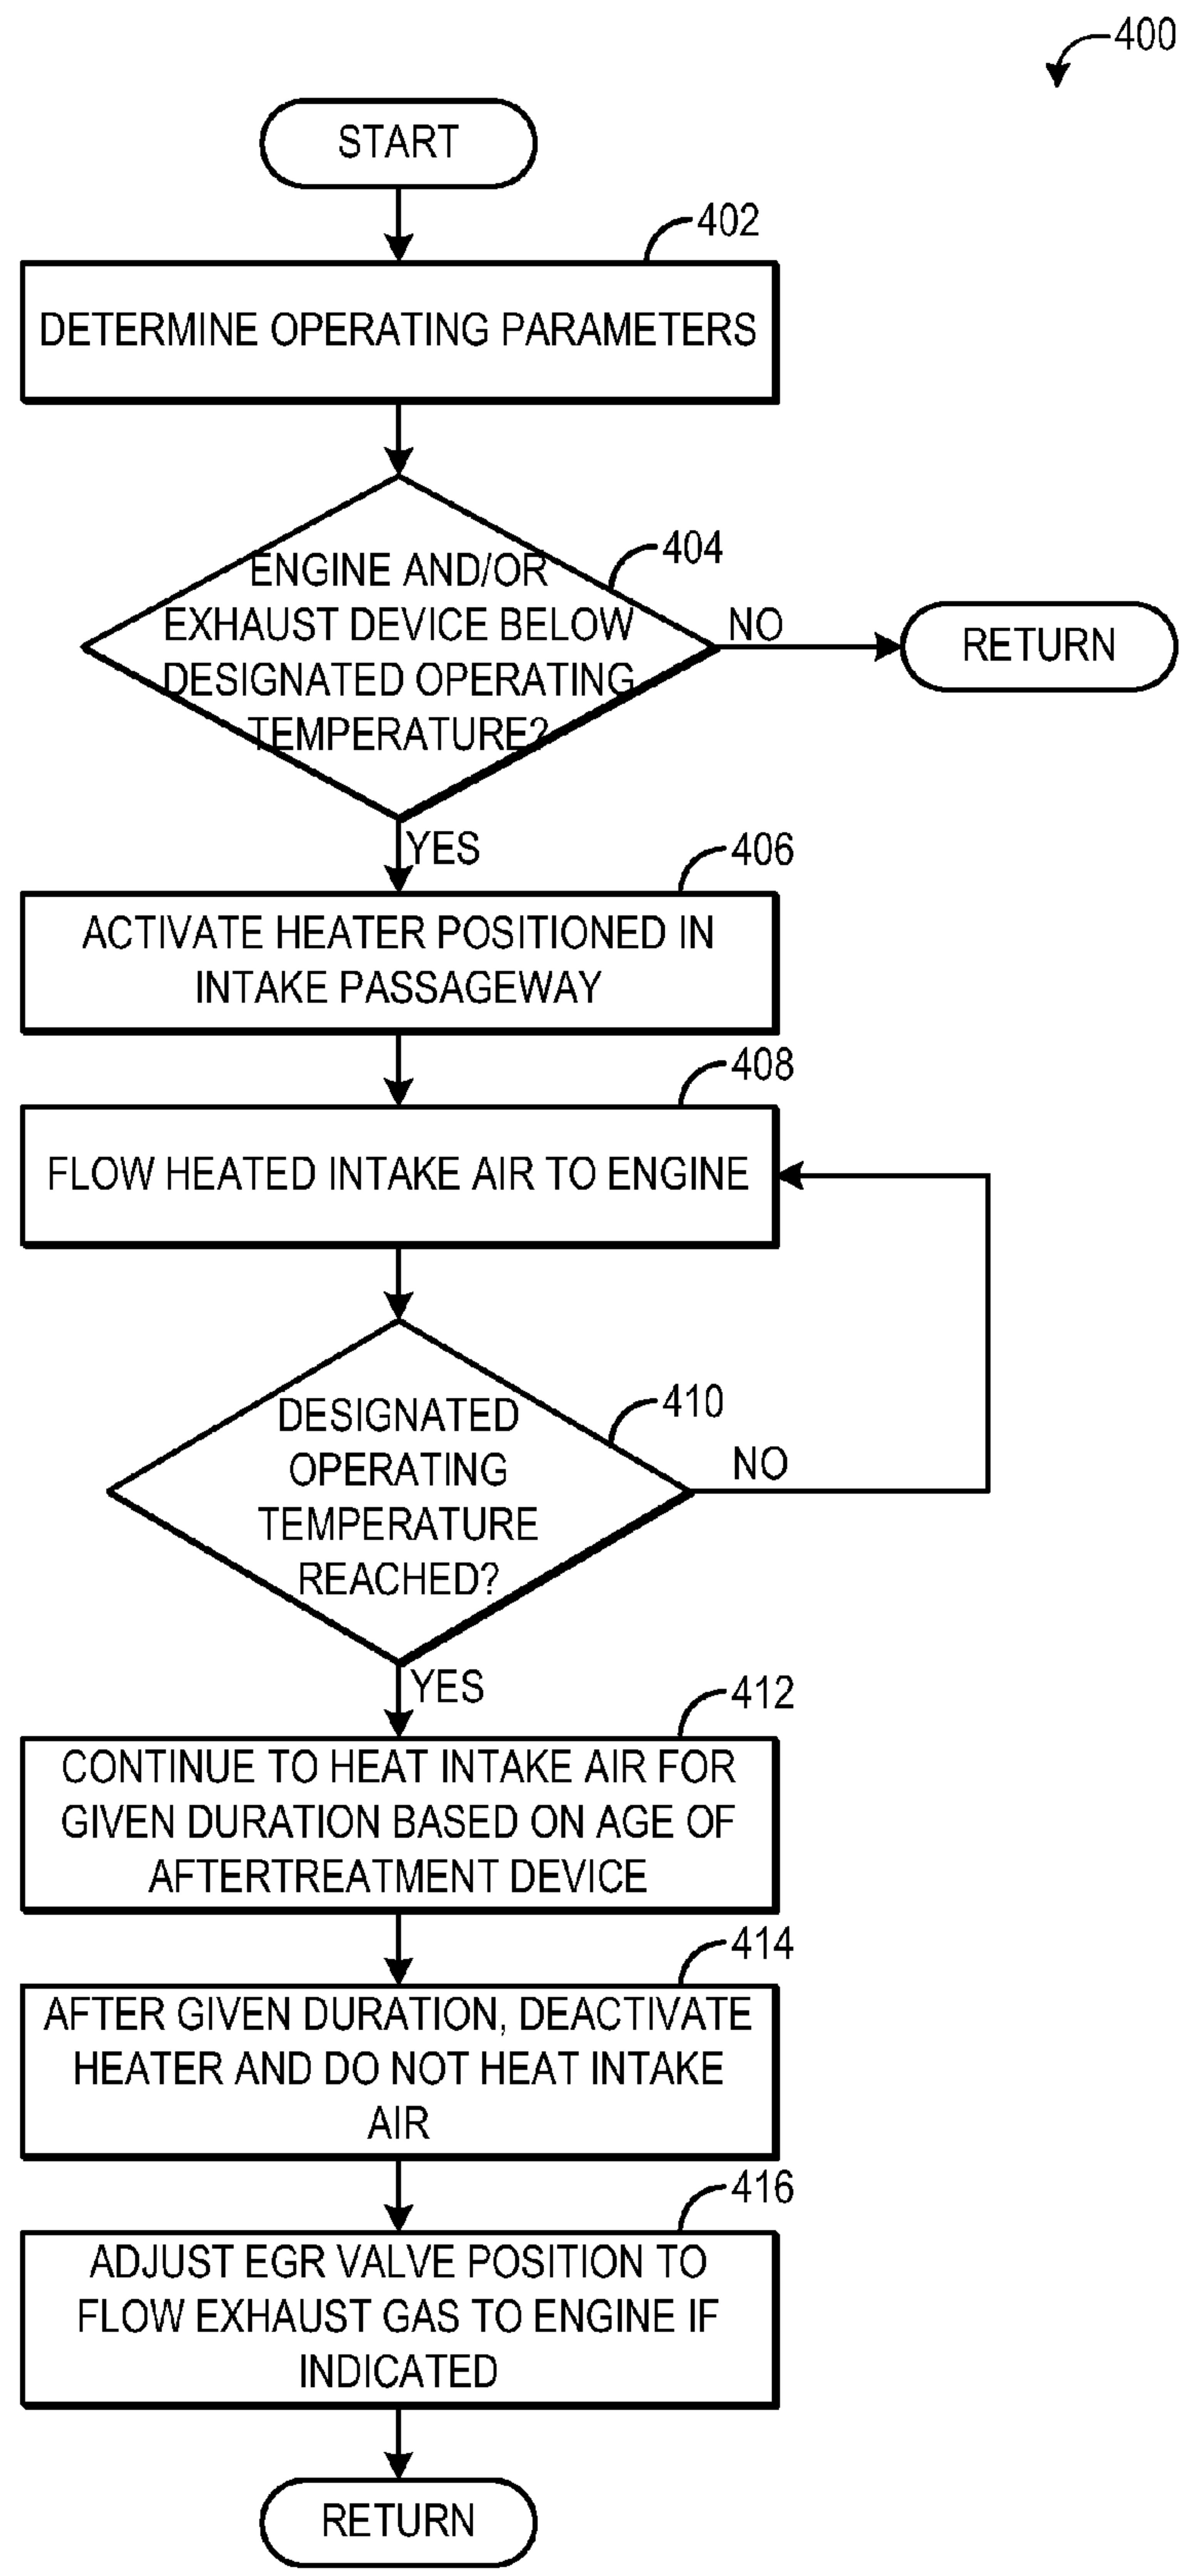 400
START
402
DETERMINE OPERATING PARAMETERS
404
ENGINE AND/OR
EXHAUST DEVICE BELOW
DESIGNATED OPERATING
TEMPERATURE?
NO
RETURN
YES
406
ACTIVATE HEATER POSITIONED IN
INTAKE PASSAGEWAY
408
FLOW HEATED INTAKE AIR TO ENGINE
410
DESIGNATED
OPERATING
TEMPERATURE
REACHED?
NO
YES
412
CONTINUE TO HEAT INTAKE AIR FOR
GIVEN DURATION BASED ON AGE OF
AFTERTREATMENT DEVICE
414
AFTER GIVEN DURATION, DEACTIVATE
HEATER AND DO NOT HEAT INTAKE
AIR
416
ADJUST EGR VALVE POSITION TO
FLOW EXHAUST GAS TO ENGINE IF
INDICATED
RETURN